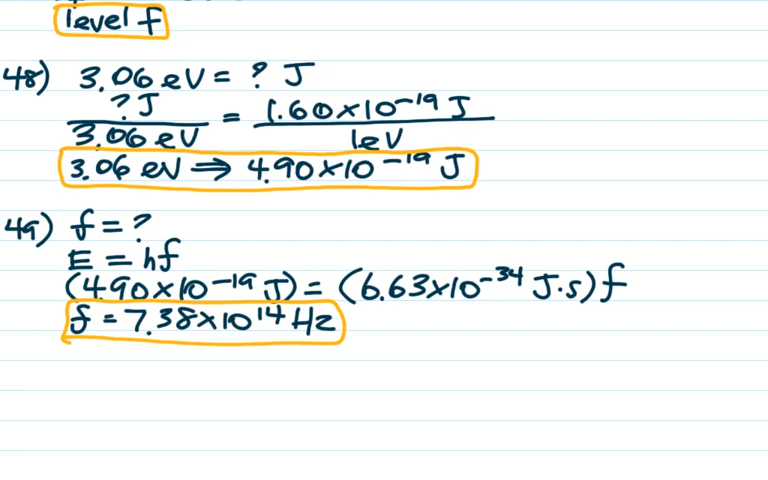 level f
48) 3.06 eV = ? J
? J / 3.06 eV = 1.60×10⁻¹⁹ J / 1eV
3.06 eV ⇒ 4.90×10⁻¹⁹ J
49) f = ?
E = hf
(4.90×10⁻¹⁹ J) = (6.63×10⁻³⁴ J·s) f
f = 7.38×10¹⁴ Hz